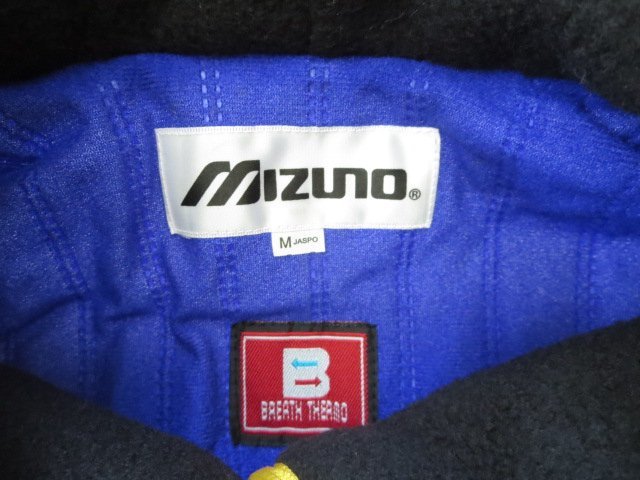 MIZUNO®
M JASPO
B
BREATH THERMO